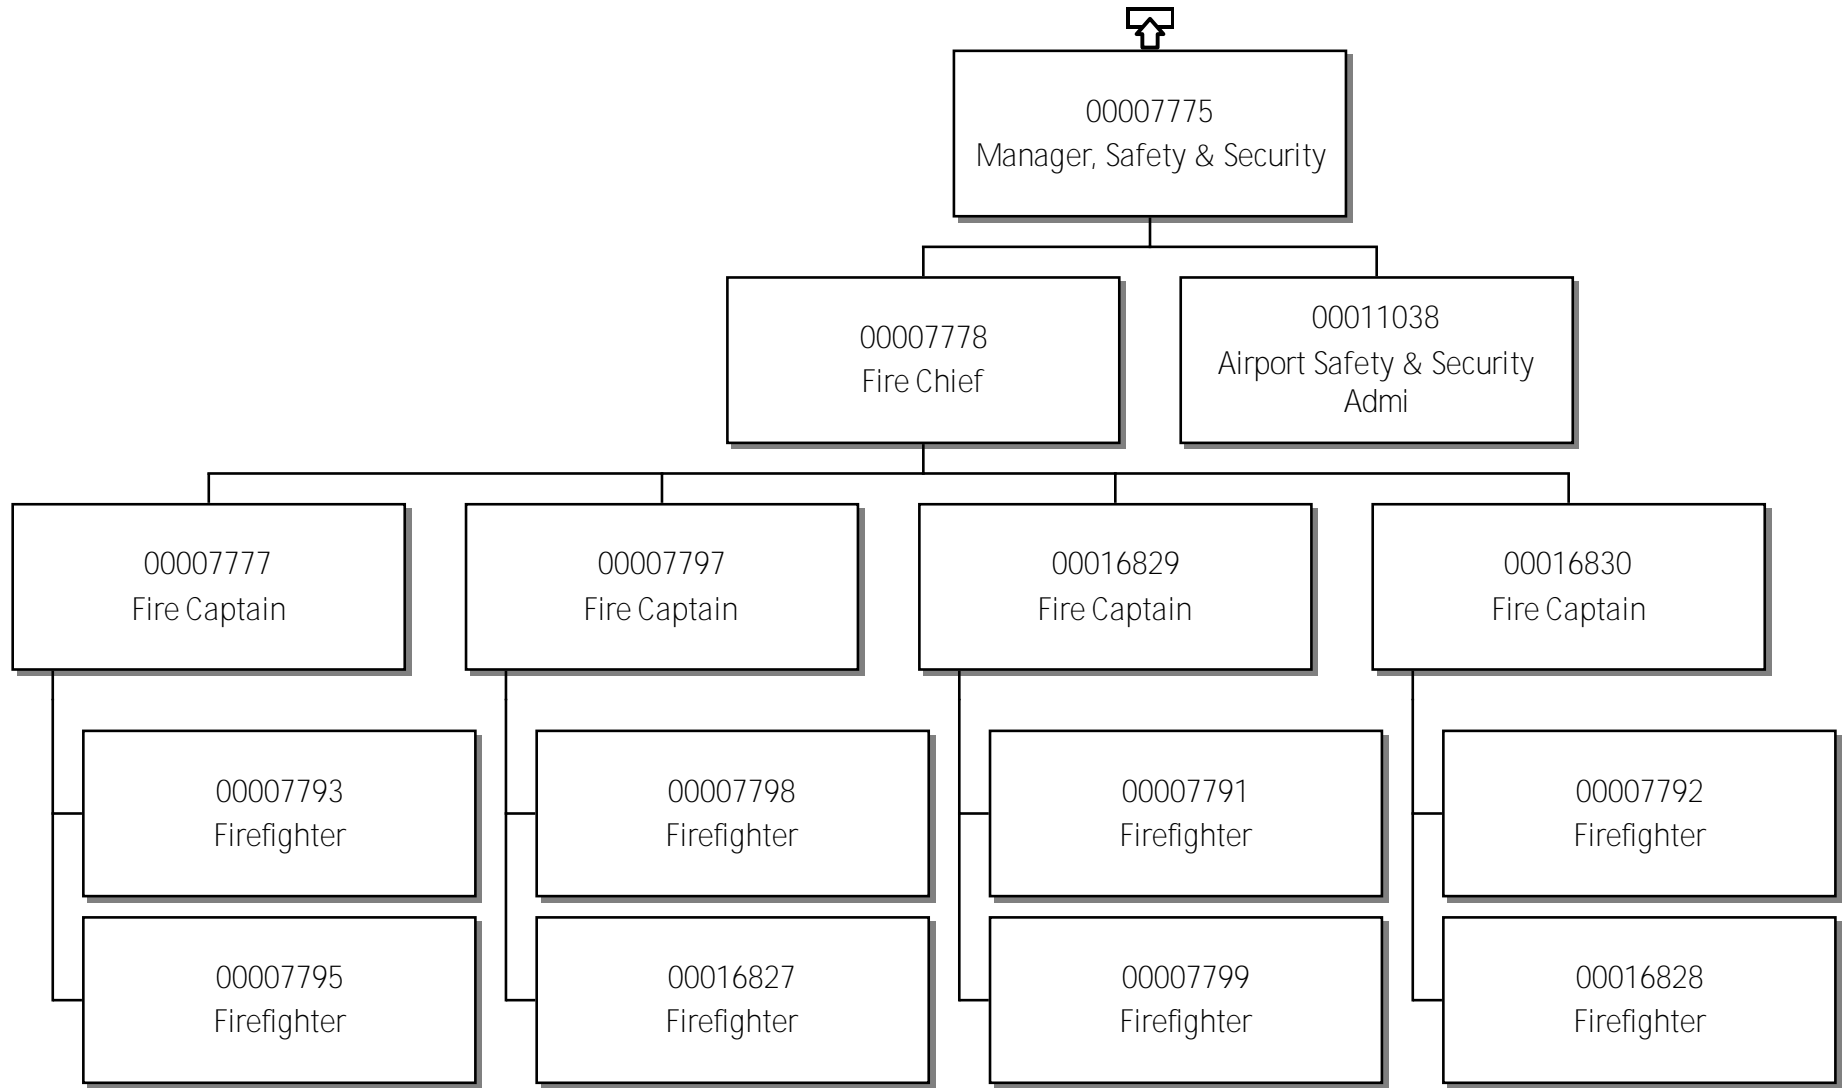 00007775
Manager, Safety & Security
00007778
Fire Chief
00011038
Airport Safety & Security
Admi
00007777
Fire Captain
00007797
Fire Captain
00016829
Fire Captain
00016830
Fire Captain
00007793
Firefighter
00007798
Firefighter
00007791
Firefighter
00007792
Firefighter
00007795
Firefighter
00016827
Firefighter
00007799
Firefighter
00016828
Firefighter